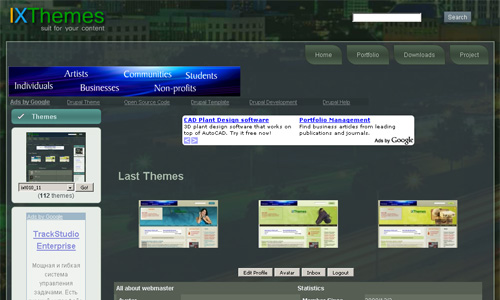 IXThemes
suit for your content
Search
Home
Portfolio
Downloads
Project
Artists
Communities
Students
Individuals
Businesses
Non-profits
Ads by Google
Drupal Theme
Open Source Code
Drupal Template
Drupal Development
Drupal Help
Themes
CAD Plant Design software
3D plant design software that works on
top of AutoCAD. Try it free now!
Portfolio Management
Find business articles from leading
publications and journals.
Ads by Google
Go!
(112 themes)
Last Themes
Ads by Google
TrackStudio
Enterprise
Мощная и гибкая
система
управления
задачами. Есть
Edit Profile
Avatar
Inbox
Logout
All about webmaster
Statistics